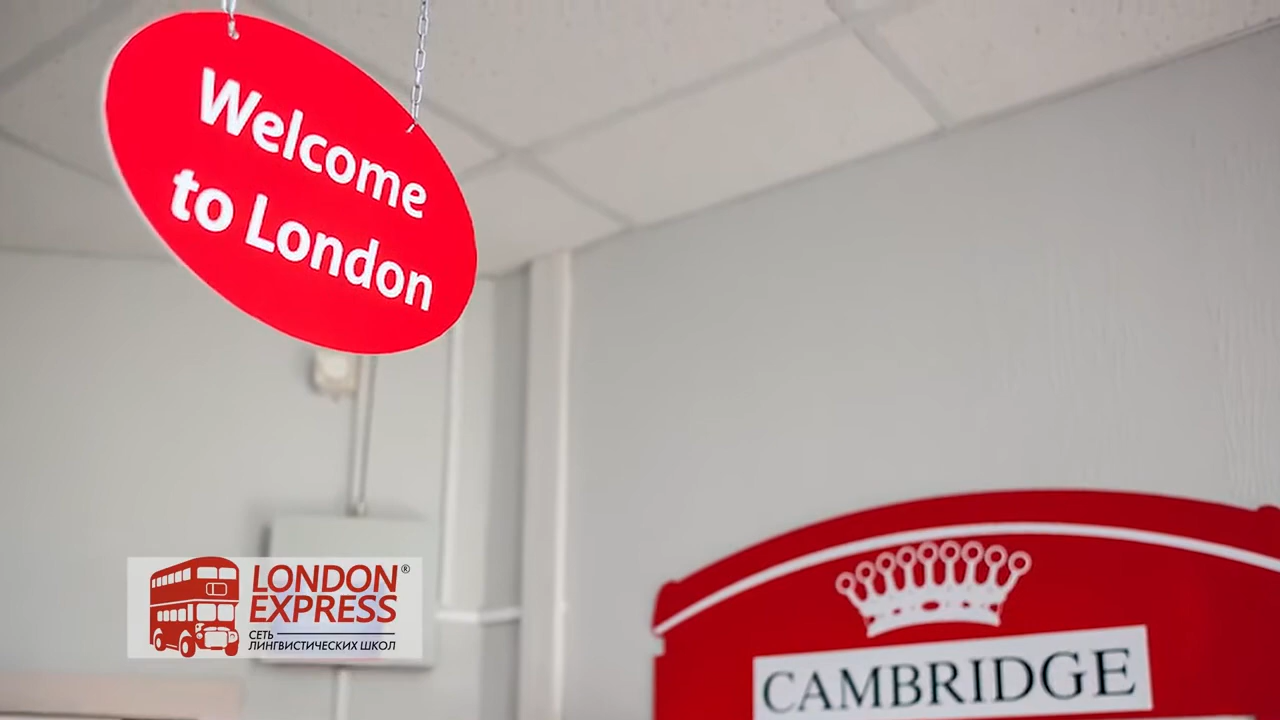 Welcome
to London
LONDON®
EXPRESS
СЕТЬ
ЛИНГВИСТИЧЕСКИХ ШКОЛ
CAMBRIDGE